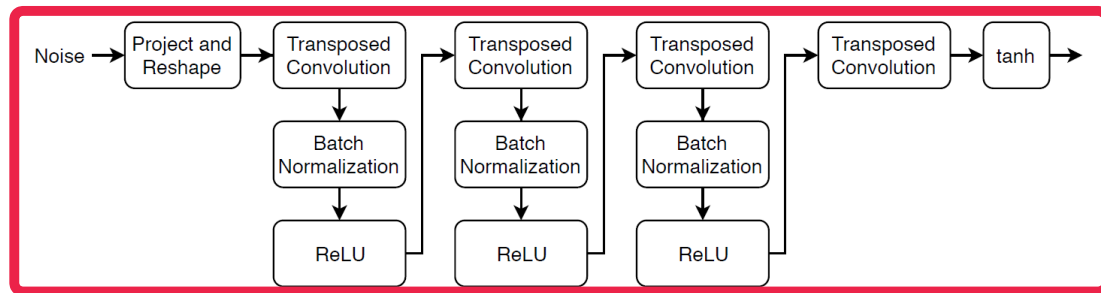 Noise
Project and
Reshape
Transposed
Convolution
Batch
Normalization
ReLU
Transposed
Convolution
Batch
Normalization
ReLU
Transposed
Convolution
Batch
Normalization
ReLU
Transposed
Convolution
tanh